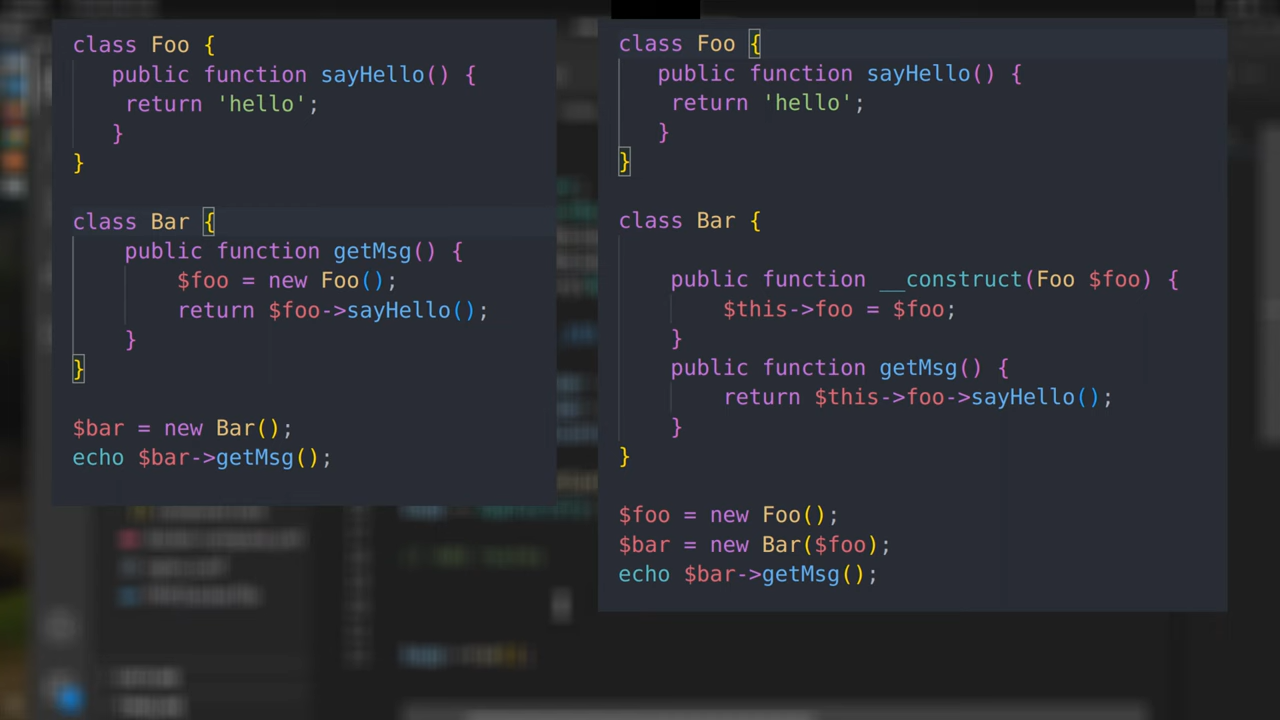 class Foo {
public function sayHello() {
return 'hello';
}
}
class Bar {
public function getMsg() {
$foo = new Foo();
return $foo->sayHello();
}
}
$bar = new Bar();
echo $bar->getMsg();
class Foo {
public function sayHello() {
return 'hello';
}
}
class Bar {
public function __construct(Foo $foo) {
$this->foo = $foo;
}
public function getMsg() {
return $this->foo->sayHello();
}
}
$foo = new Foo();
$bar = new Bar($foo);
echo $bar->getMsg();